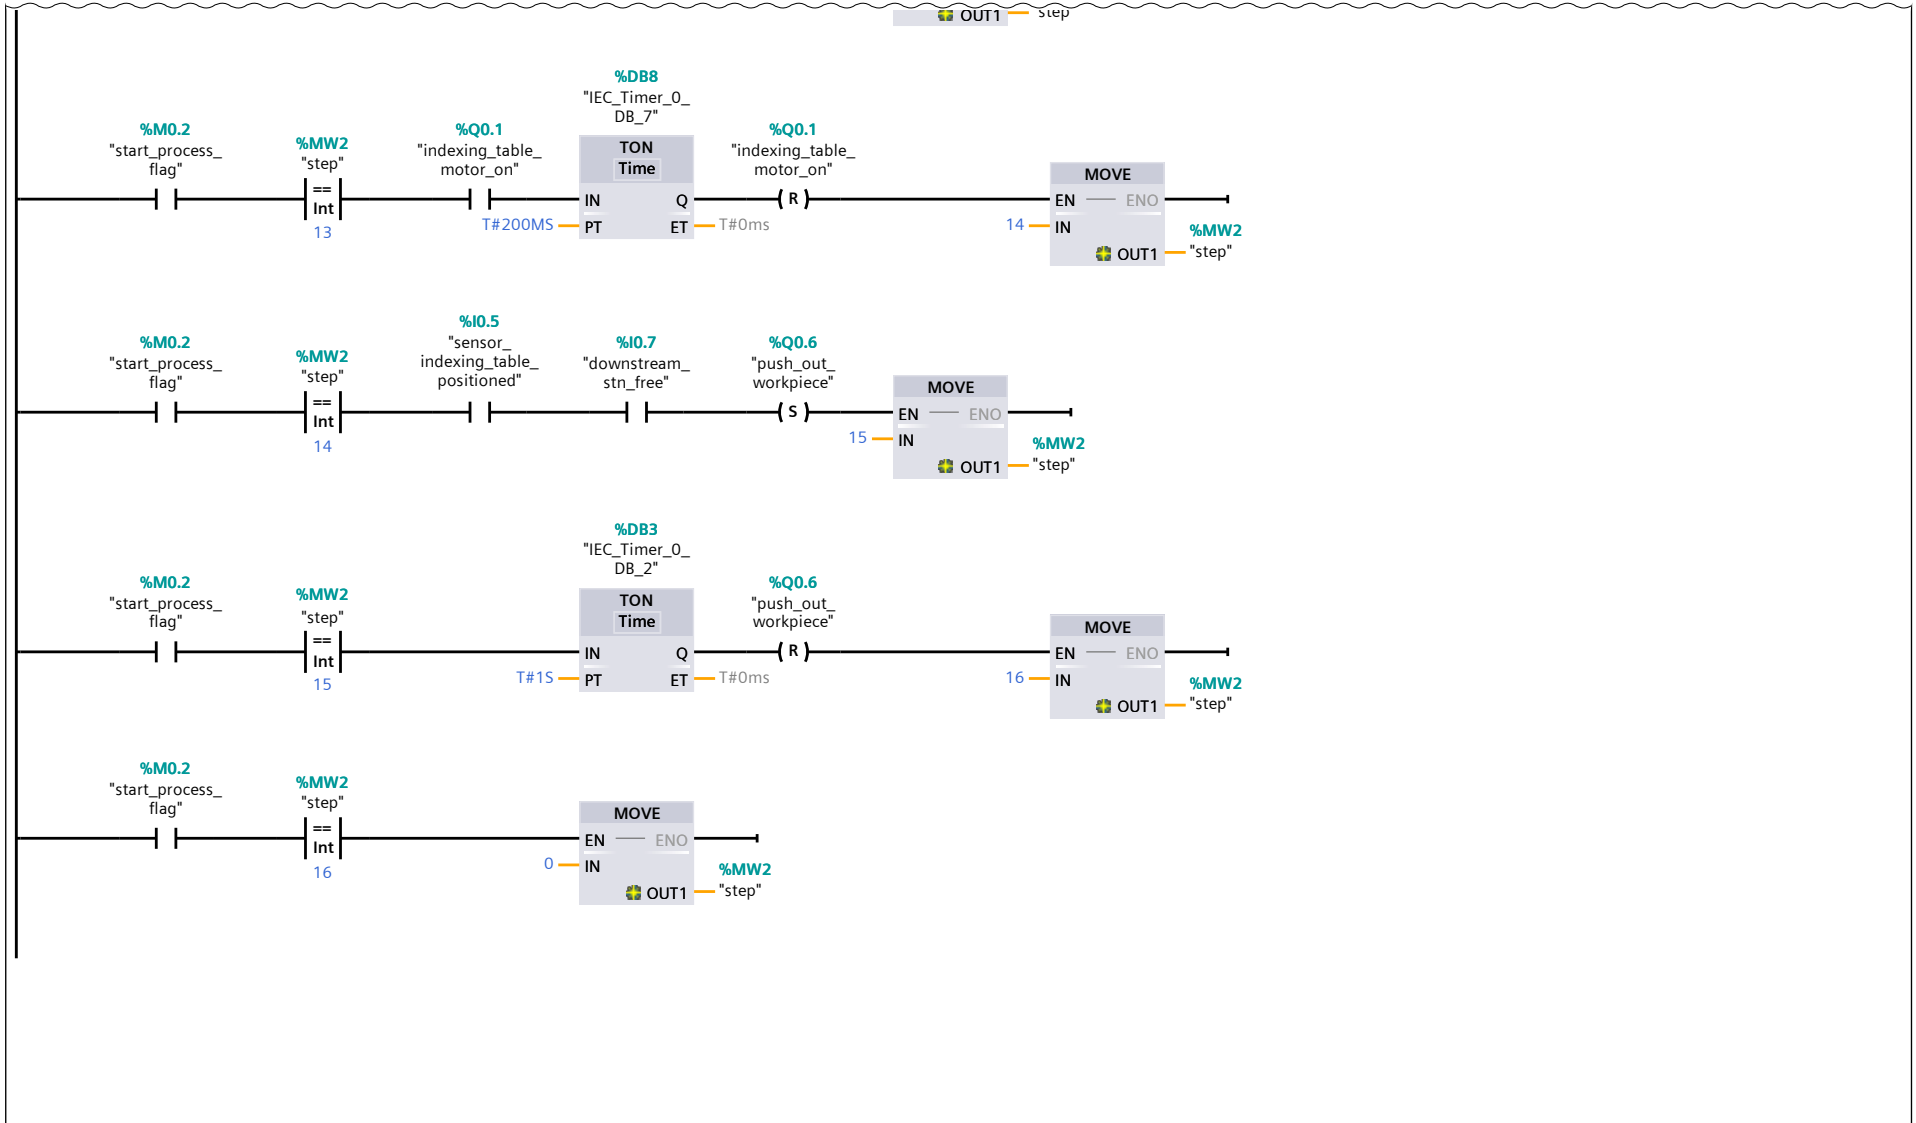 OUT1 step
%DB8
"IEC_Timer_0_
DB_7"
%M0.2
"start_process_
flag"
%MW2
"step"
==
Int
13
%Q0.1
"indexing_table_
motor_on"
TON
Time
IN Q
T#200MS PT ET T#0ms
%Q0.1
"indexing_table_
motor_on"
R
MOVE
EN ENO
14 IN
OUT1
%MW2
"step"
%M0.2
"start_process_
flag"
%MW2
"step"
==
Int
14
%I0.5
"sensor_
indexing_table_
positioned"
%I0.7
"downstream_
stn_free"
%Q0.6
"push_out_
workpiece"
S
MOVE
EN ENO
15 IN
OUT1
%MW2
"step"
%DB3
"IEC_Timer_0_
DB_2"
%M0.2
"start_process_
flag"
%MW2
"step"
==
Int
15
TON
Time
IN Q
T#1S PT ET T#0ms
%Q0.6
"push_out_
workpiece"
R
MOVE
EN ENO
16 IN
OUT1
%MW2
"step"
%M0.2
"start_process_
flag"
%MW2
"step"
==
Int
16
MOVE
EN ENO
0 IN
OUT1
%MW2
"step"